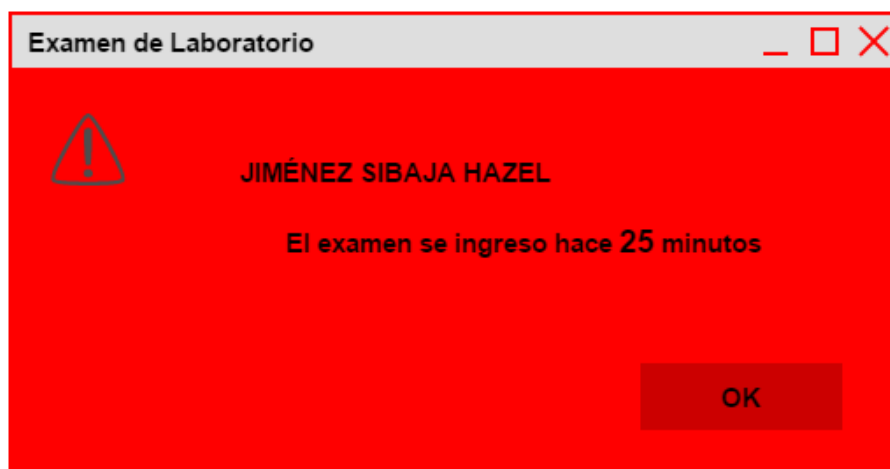 Examen de Laboratorio
JIMÉNEZ SIBAJA HAZEL
El examen se ingreso hace 25 minutos
OK